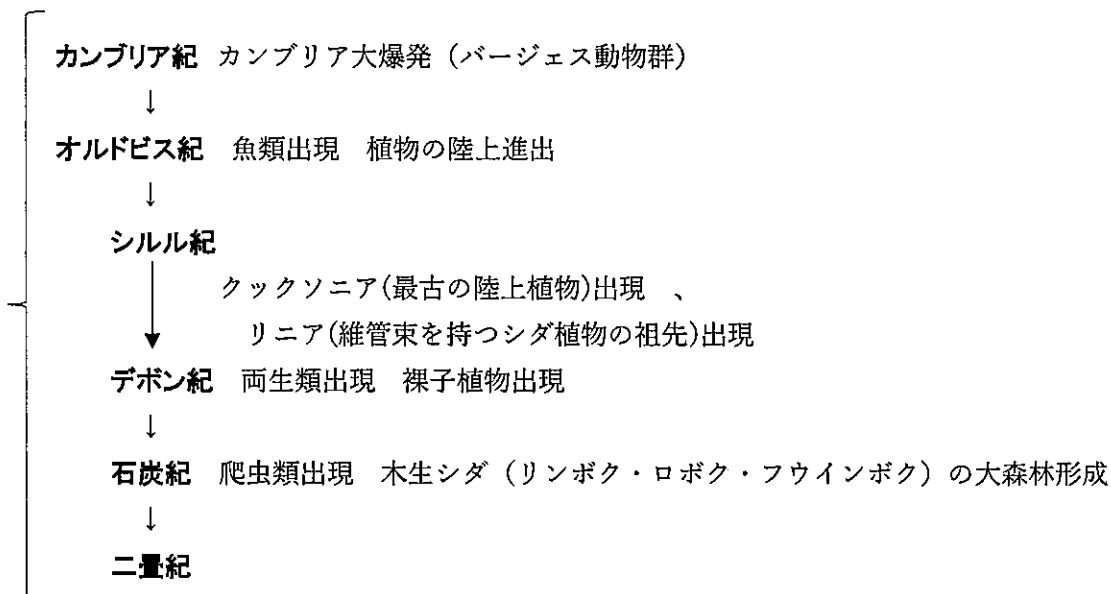 カンブリア紀 カンブリア大爆発（バージェス動物群）
↓
オルドビス紀 魚類出現 植物の陸上進出
↓
シルル紀
クックソニア(最古の陸上植物)出現 、
リニア(維管束を持つシダ植物の祖先)出現
デボン紀 両生類出現 裸子植物出現
↓
石炭紀 爬虫類出現 木生シダ（リンボク・ロボク・フウインボク）の大森林形成
↓
二畳紀